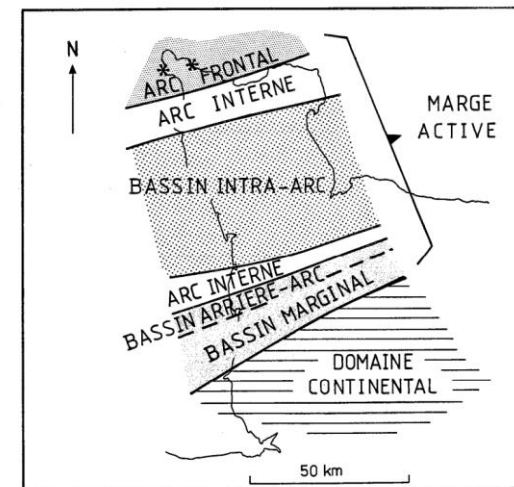 N
ARC FRONTAL
ARC INTERNE
MARGE
ACTIVE
BASSIN INTRA-ARC
ARC INTERNE
BASSIN ARRIÈRE-ARC
BASSIN MARGINAL
DOMAINE
CONTINENTAL
50 km